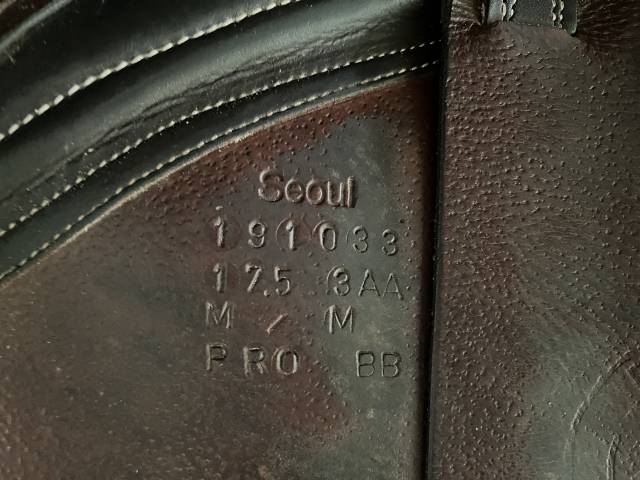 Seoul
191033
17.5 3AA
M / M
PRO BB